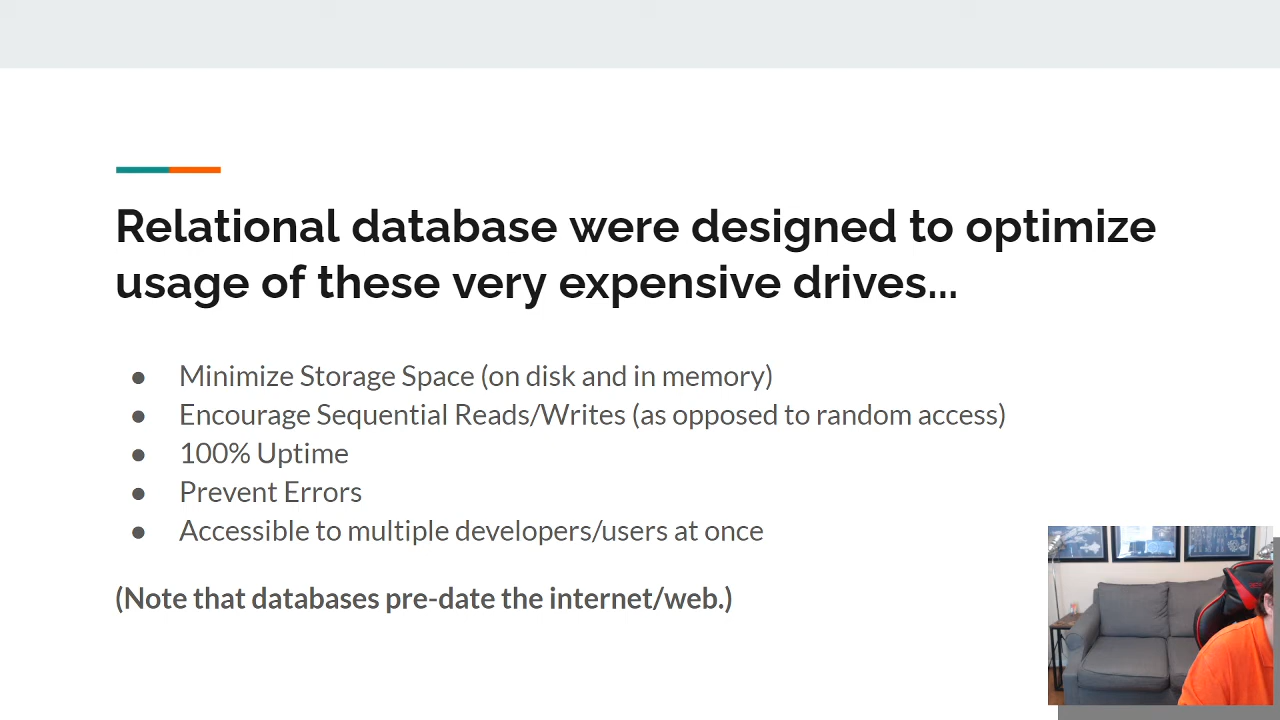 Relational database were designed to optimize
usage of these very expensive drives...
● Minimize Storage Space (on disk and in memory)
● Encourage Sequential Reads/Writes (as opposed to random access)
● 100% Uptime
● Prevent Errors
● Accessible to multiple developers/users at once
(Note that databases pre-date the internet/web.)